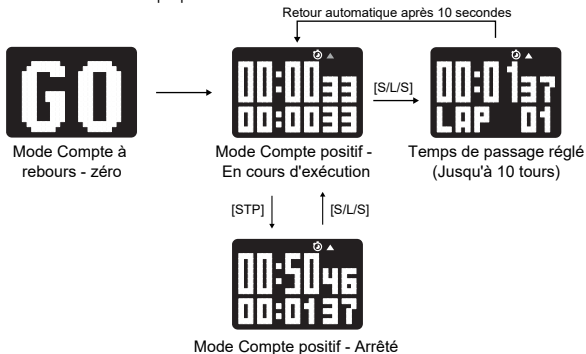 Retour automatique après 10 secondes
GO
00:0033
00:0033
[S/L/S]
00:0137
LAP 01
Mode Compte à
rebours - zéro
Mode Compte positif -
En cours d'exécution
Temps de passage réglé
(Jusqu'à 10 tours)
[STP]
[S/L/S]
00:5046
00:0137
Mode Compte positif - Arrêté